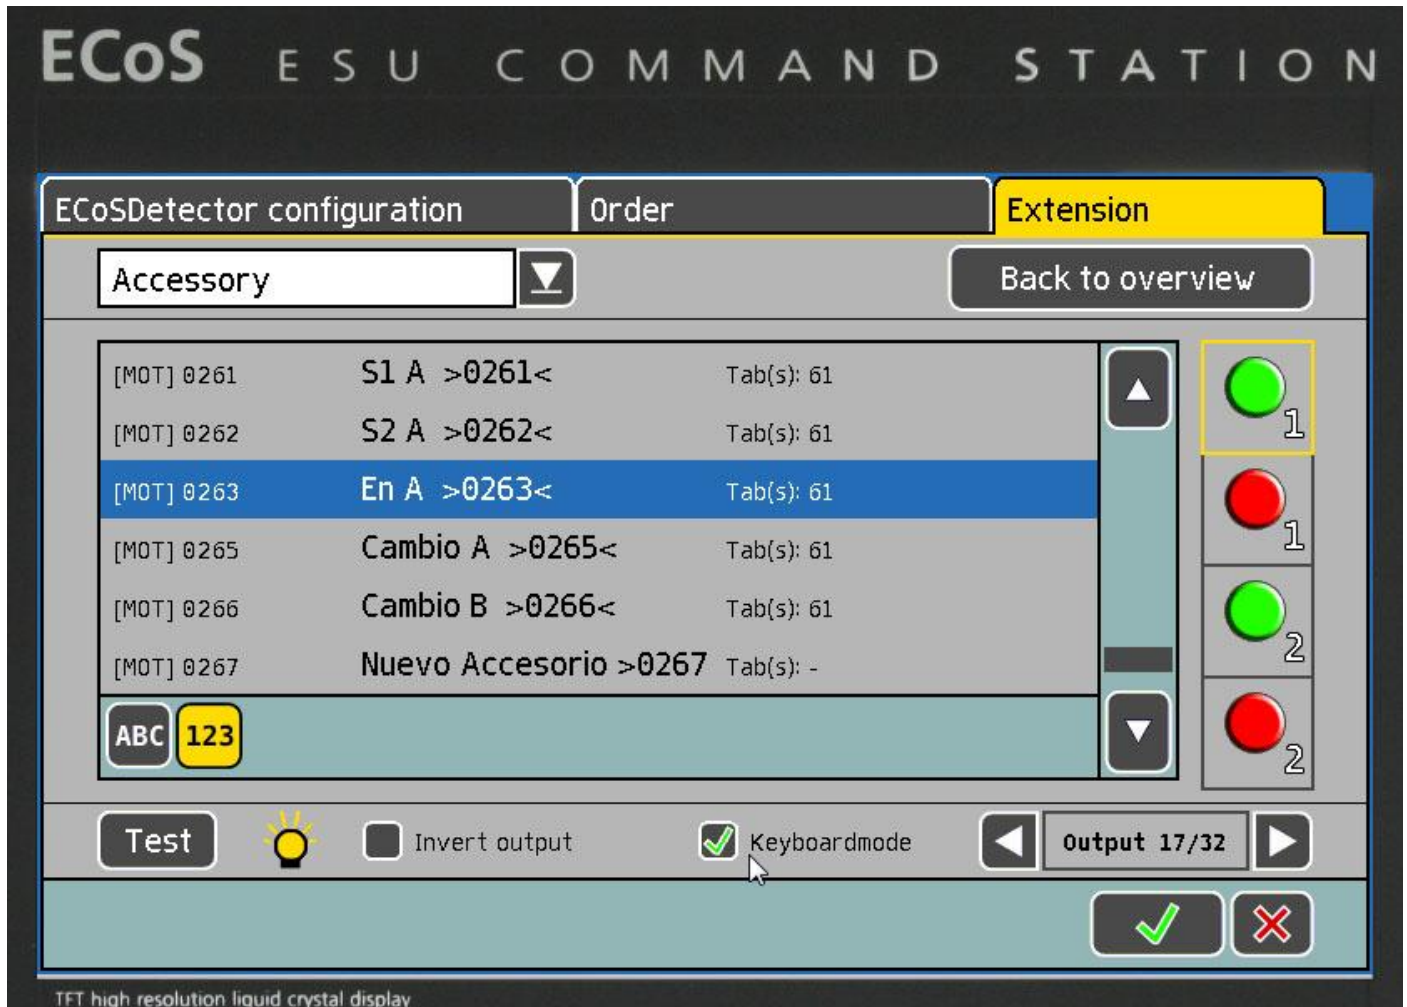 ECoS ESU COMMAND STATION
ECoSDetector configuration Order Extension
Accessory Back to overview
[MOT] 0261 S1 A >0261< Tab(s): 61
[MOT] 0262 S2 A >0262< Tab(s): 61
[MOT] 0263 En A >0263< Tab(s): 61
[MOT] 0265 Cambio A >0265< Tab(s): 61
[MOT] 0266 Cambio B >0266< Tab(s): 61
[MOT] 0267 Nuevo Accesorio >0267 Tab(s): -
1
1
2
2
ABC 123
Test Invert output Keyboardmode Output 17/32
TFT high resolution liquid crystal display